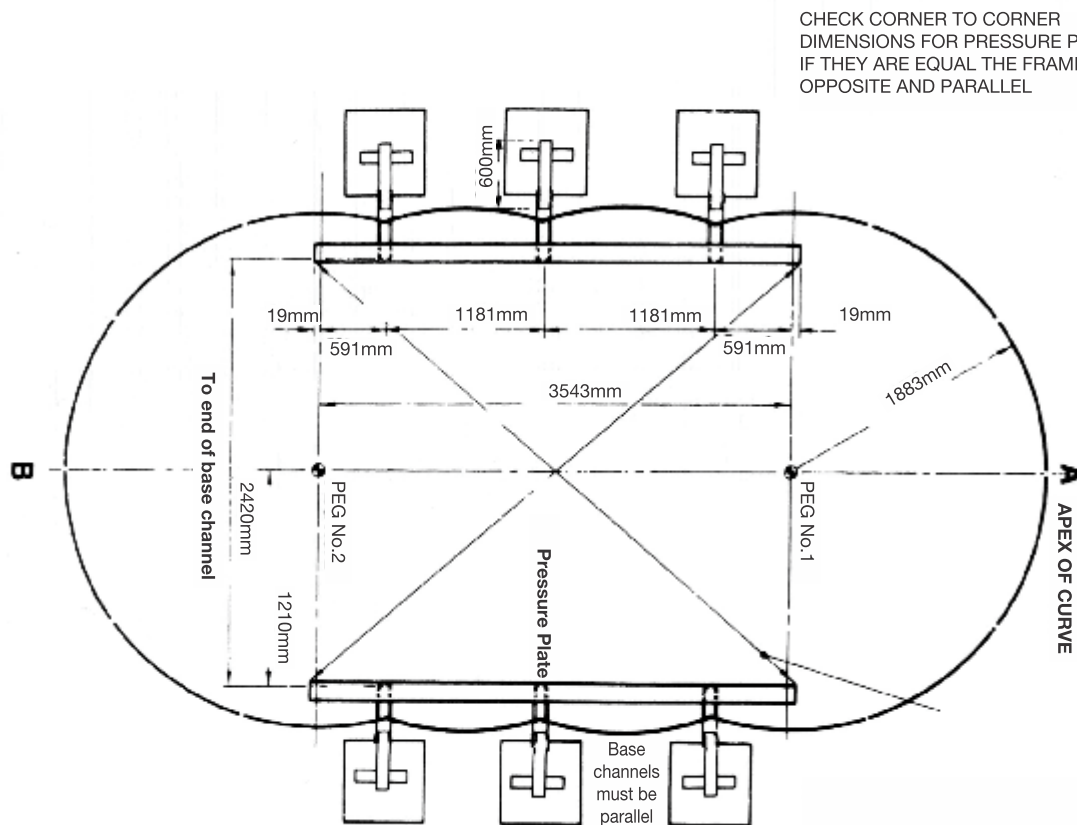 CHECK CORNER TO CORNER
DIMENSIONS FOR PRESSURE
IF THEY ARE EQUAL THE
OPPOSITE AND PARALLEL
600mm
19mm
1181mm
1181mm
19mm
591mm
591mm
3543mm
1883mm
To end of base channel
2420mm
1210mm
B
PEG No.2
PEG No.1
A
APEX OF CURVE
Pressure Plate
Base
channels
must be
parallel